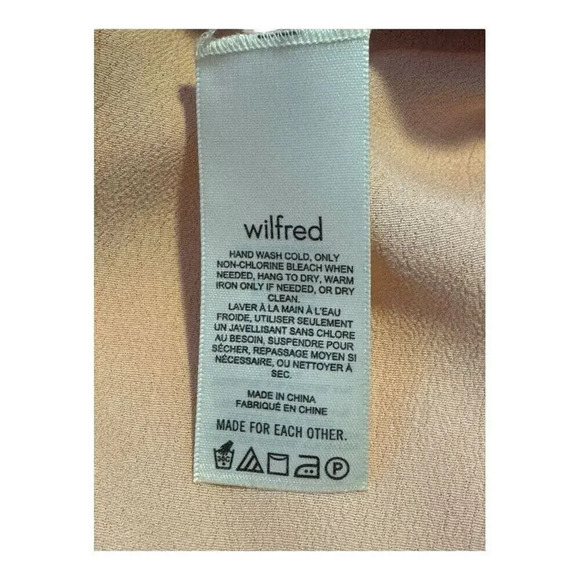 wilfred
HAND WASH COLD, ONLY
NON-CHLORINE BLEACH WHEN
NEEDED, HANG TO DRY, WARM
IRON ONLY IF NEEDED, OR DRY
CLEAN.
LAVER À LA MAIN À L'EAU
FROIDE, UTILISER SEULEMENT
UN JAVELLISANT SANS CHLORE
AU BESOIN, SUSPENDRE POUR
SÉCHER, REPASSAGE MOYEN SI
NÉCESSAIRE, OU NETTOYER À
SEC.
MADE IN CHINA
FABRIQUÉ EN CHINE
MADE FOR EACH OTHER.
30C P